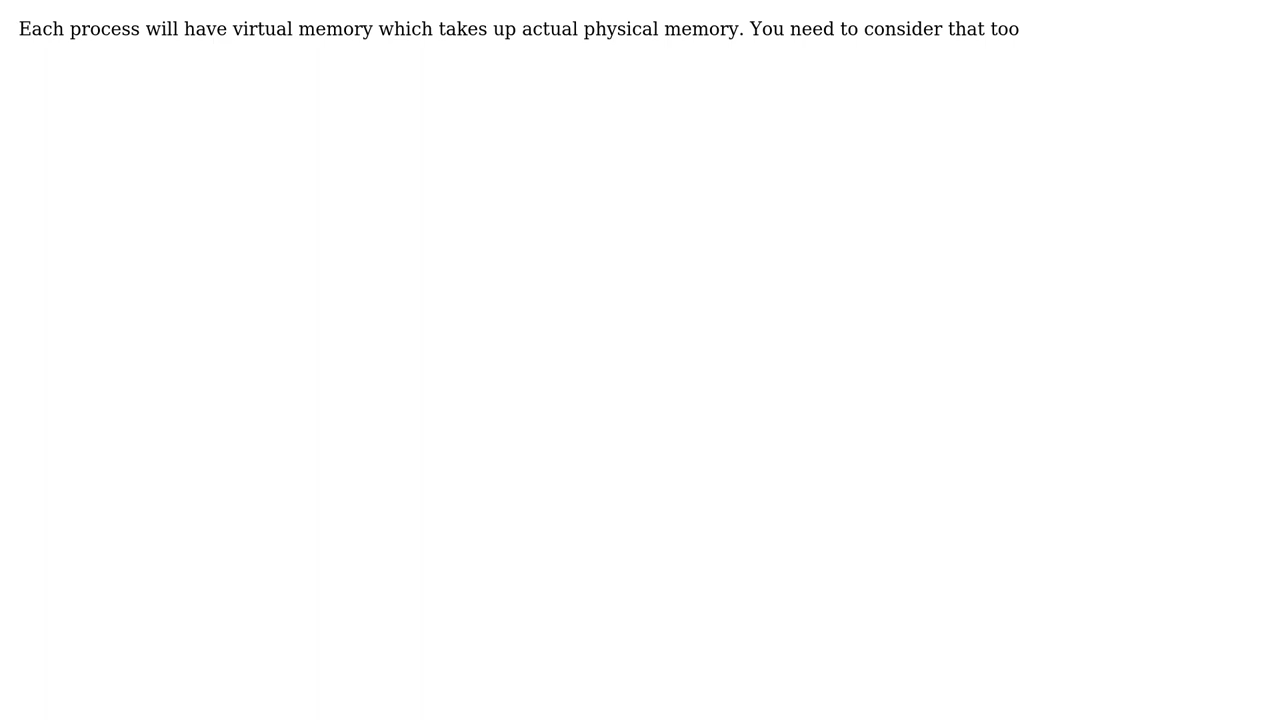 Each process will have virtual memory which takes up actual physical memory. You need to consider that too